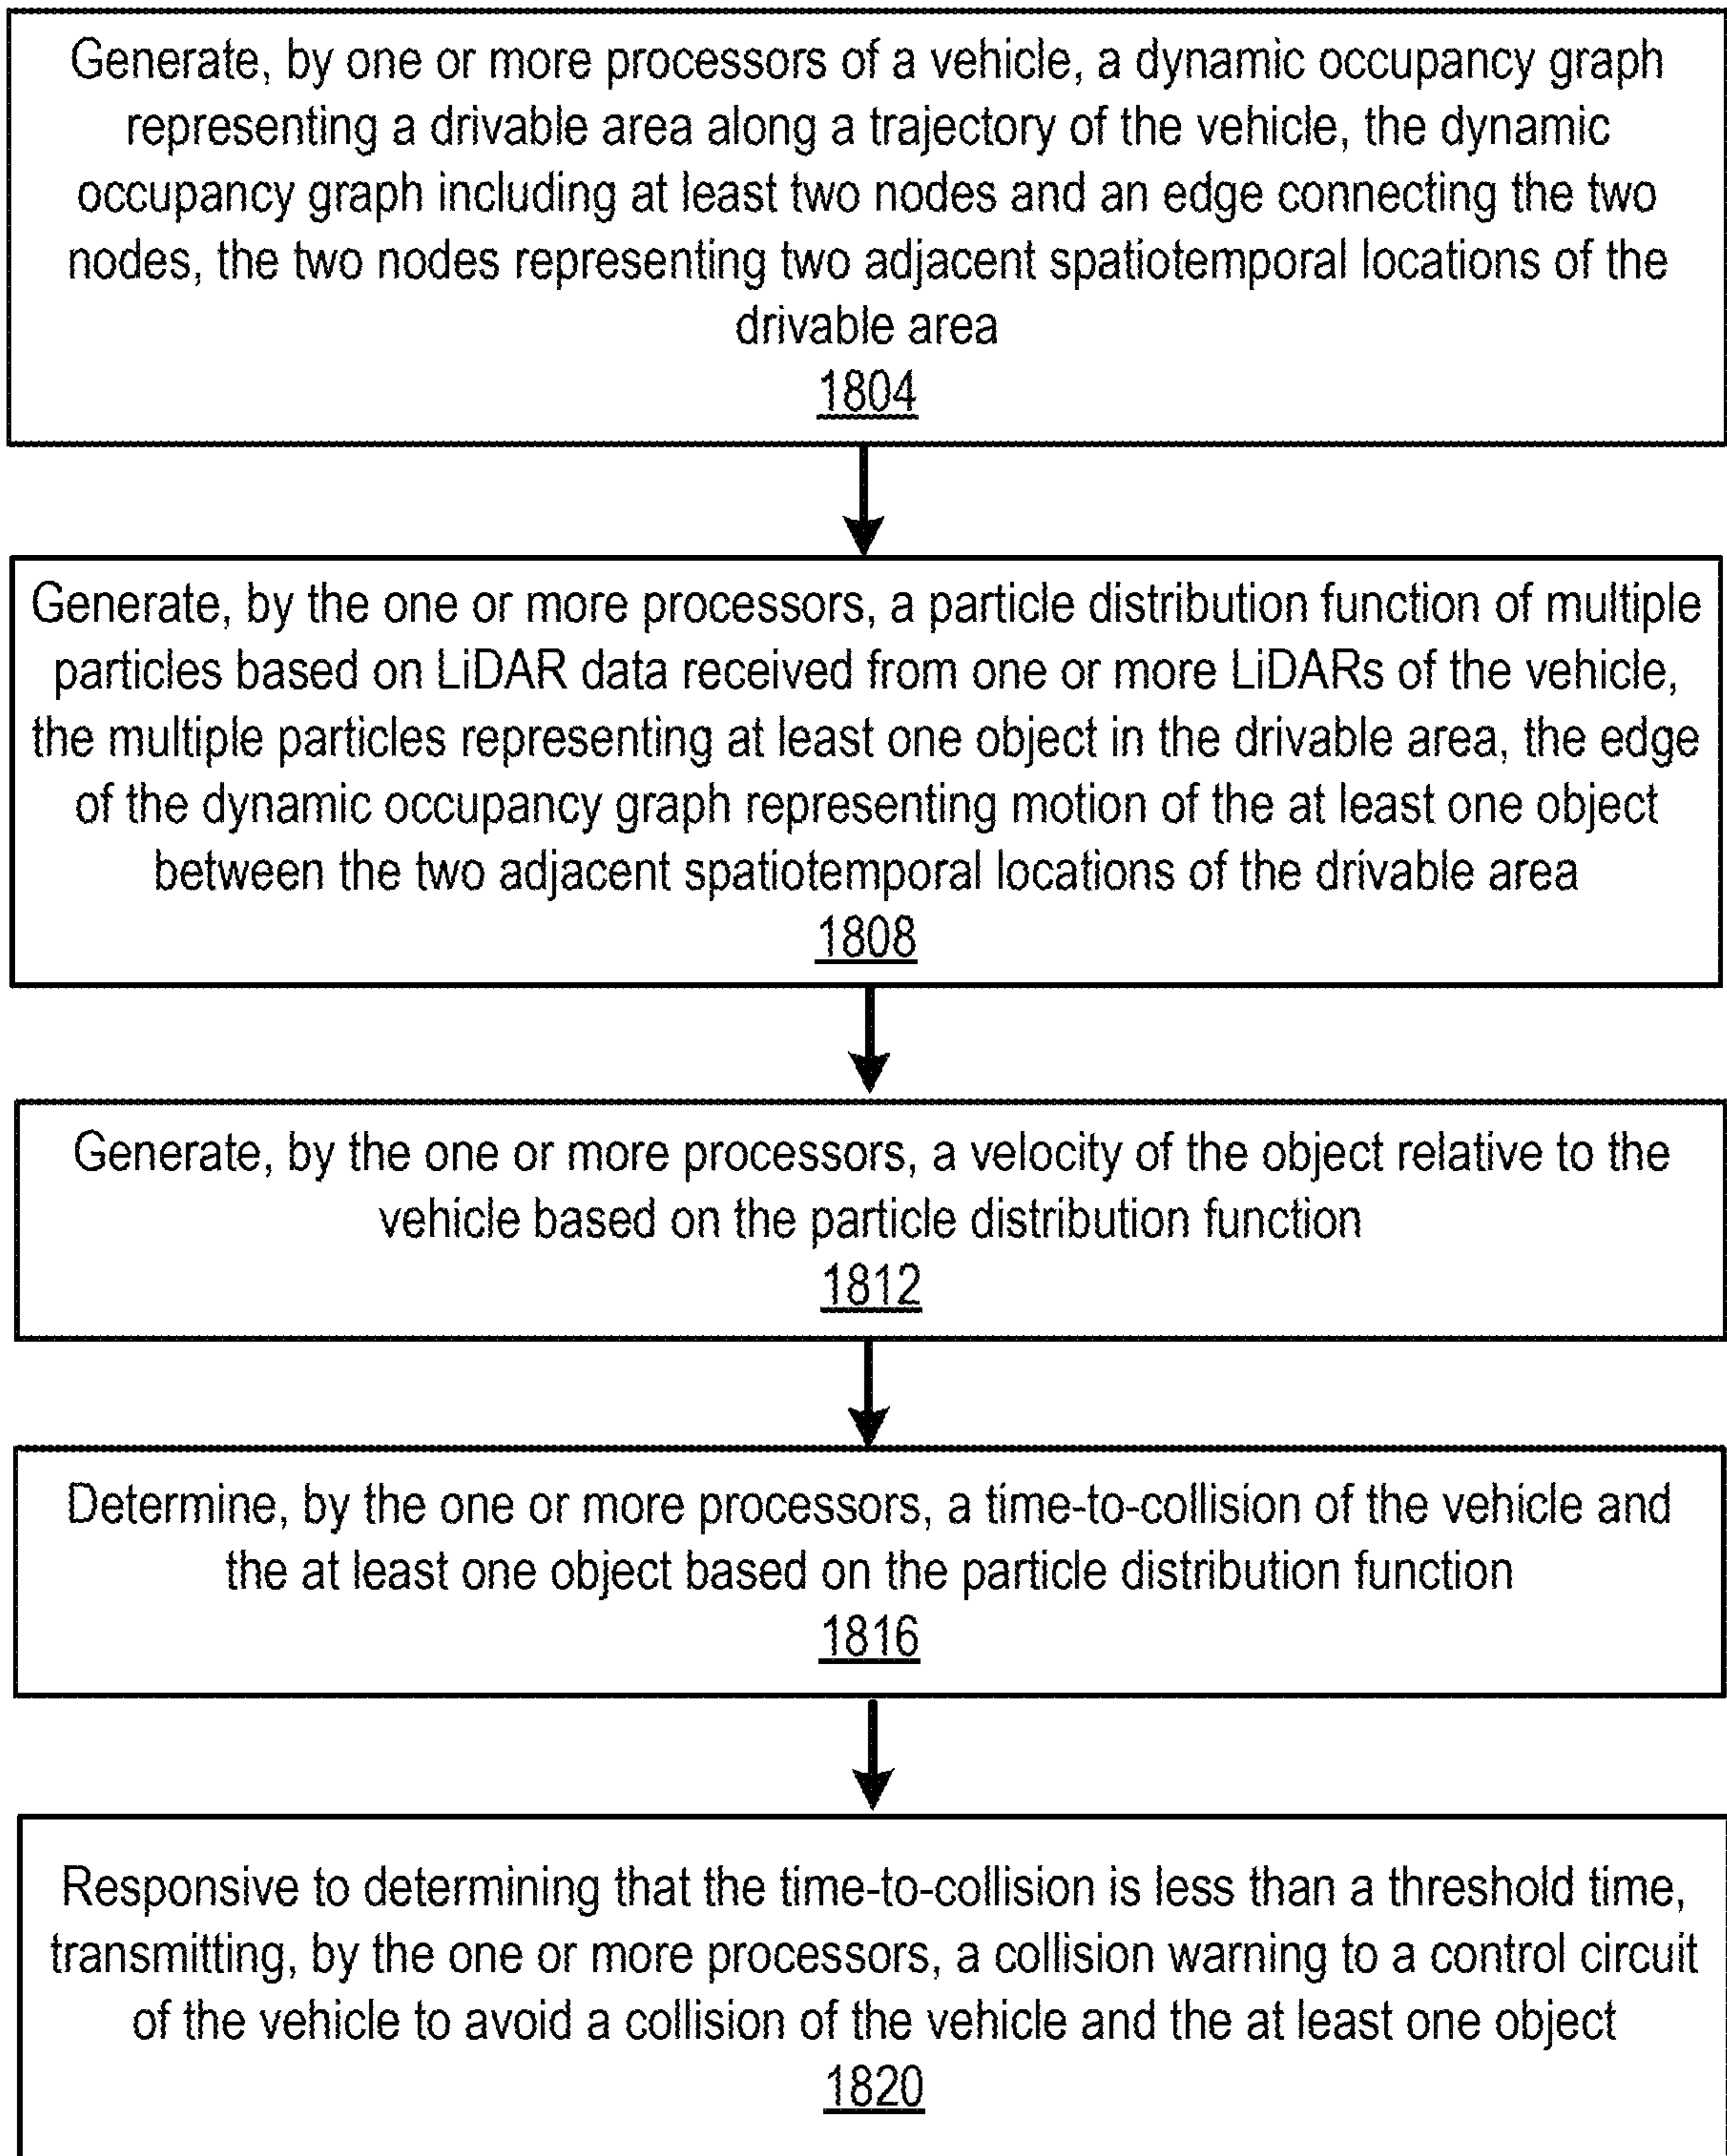 Generate, by one or more processors of a vehicle, a dynamic occupancy graph
representing a drivable area along a trajectory of the vehicle, the dynamic
occupancy graph including at least two nodes and an edge connecting the two
nodes, the two nodes representing two adjacent spatiotemporal locations of the
drivable area
1804
Generate, by the one or more processors, a particle distribution function of multiple
particles based on LiDAR data received from one or more LiDARs of the vehicle,
the multiple particles representing at least one object in the drivable area, the edge
of the dynamic occupancy graph representing motion of the at least one object
between the two adjacent spatiotemporal locations of the drivable area
1808
Generate, by the one or more processors, a velocity of the object relative to the
vehicle based on the particle distribution function
1812
Determine, by the one or more processors, a time-to-collision of the vehicle and
the at least one object based on the particle distribution function
1816
Responsive to determining that the time-to-collision is less than a threshold time,
transmitting, by the one or more processors, a collision warning to a control circuit
of the vehicle to avoid a collision of the vehicle and the at least one object
1820